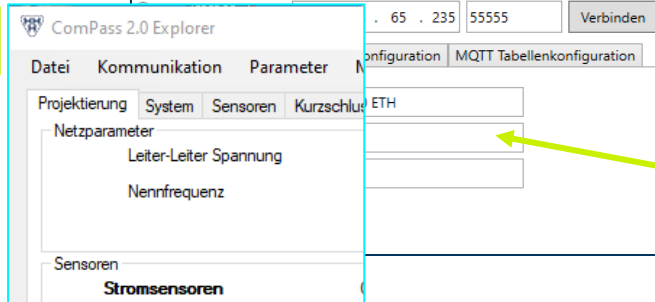 ComPass 2.0 Explorer
. 65 . 235 55555 Verbinden
Datei Kommunikation Parameter
onfiguration MQTT Tabellenkonfiguration
Projektierung System Sensoren Kurzschlus
ETH
Netzparameter
Leiter-Leiter Spannung
Nennfrequenz
Sensoren
Stromsensoren